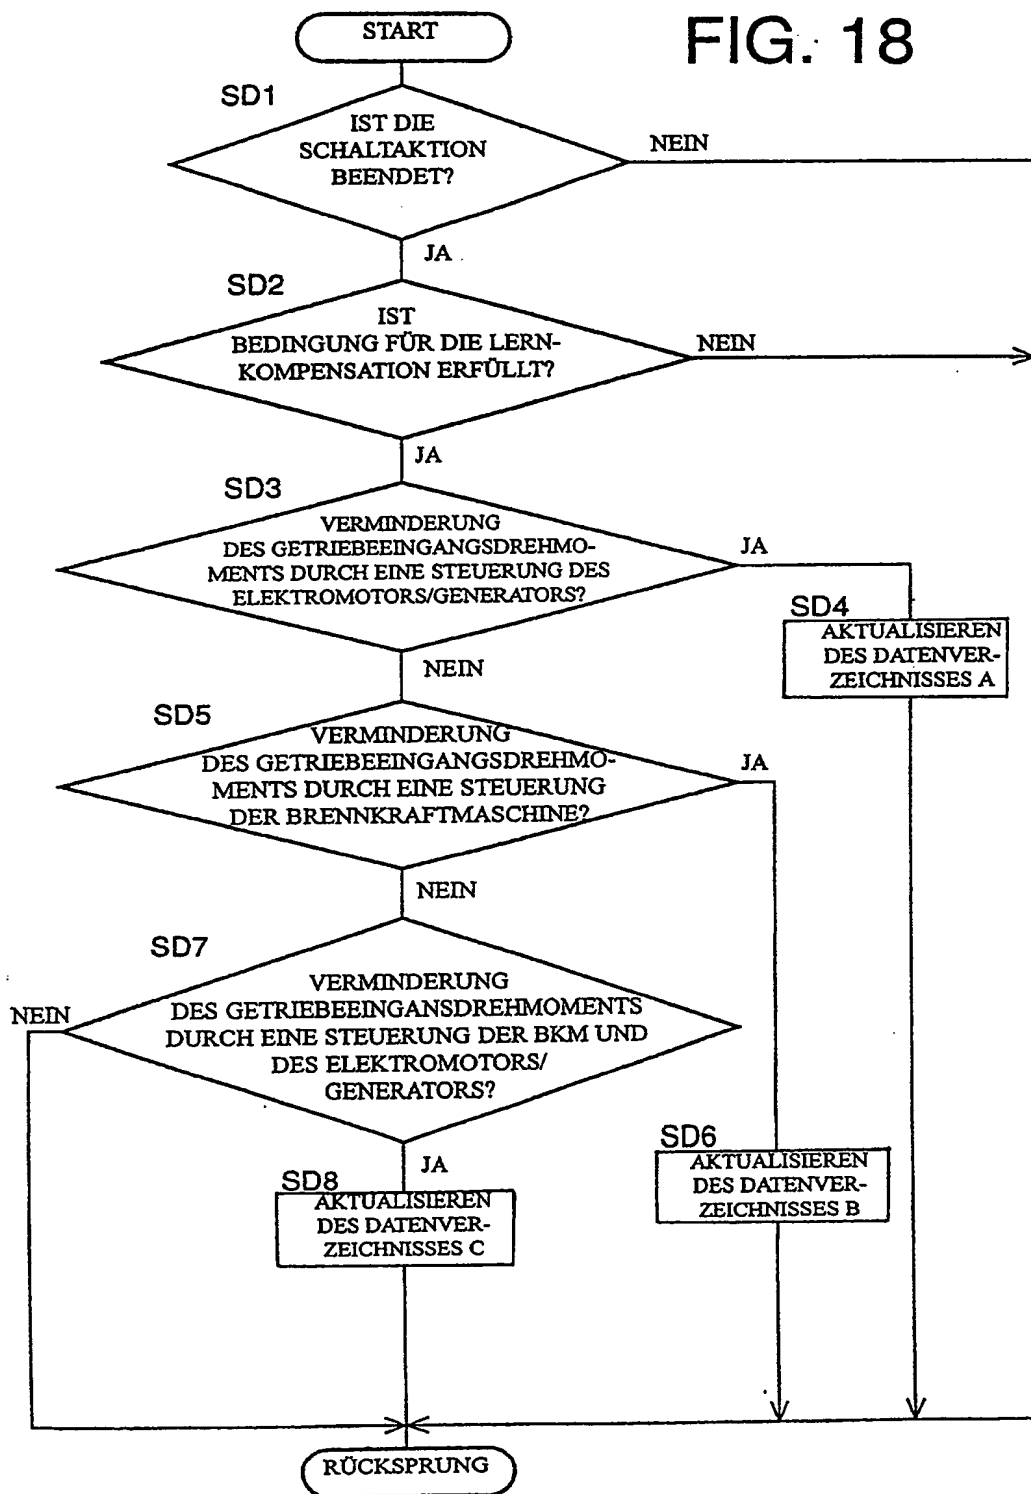 FIG. 18
START
SD1
IST DIE
SCHALTAKTION
BEENDET?
NEIN
JA
SD2
IST
BEDINGUNG FÜR DIE LERN-
KOMPENSATION ERFÜLLT?
NEIN
JA
SD3
VERMINDERUNG
DES GETRIEBEEINGANGSDREHMO-
MENTS DURCH EINE STEUERUNG DES
ELEKTROMOTORS/GENERATORS?
JA
SD4
AKTUALISIEREN
DES DATENVER-
ZEICHNISSES A
NEIN
SD5
VERMINDERUNG
DES GETRIEBEEINGANGSDREHMO-
MENTS DURCH EINE STEUERUNG
DER BRENNKRAFTMASCHINE?
JA
NEIN
SD7
VERMINDERUNG
DES GETRIEBEEINGANSDREHMOMENTS
DURCH EINE STEUERUNG DER BKM UND
DES ELEKTROMOTORS/
GENERATORS?
NEIN
JA
SD6
AKTUALISIEREN
DES DATENVER-
ZEICHNISSES B
SD8
AKTUALISIEREN
DES DATENVER-
ZEICHNISSES C
RÜCKSPRUNG